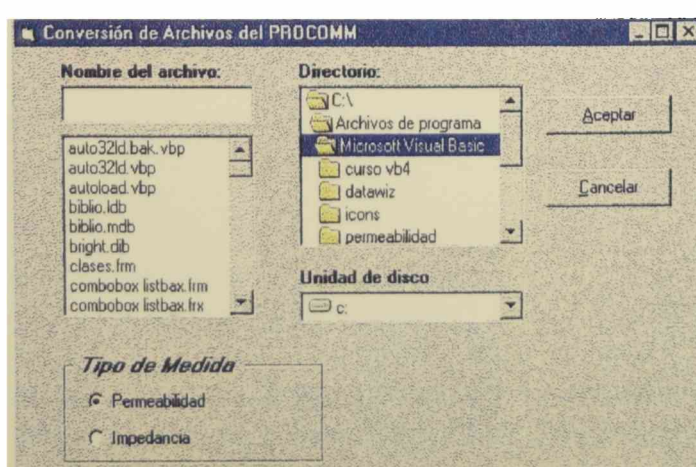 Conversión de Archivos del PROCOMM
Nombre del archivo:
auto32ld.bak.vbp
auto32ld.vbp
autoload.vbp
biblio.ldb
biblio.mdb
bright.dib
clases.frm
combobox listbax.frm
combobox listbax.frx
Directorio:
C:\
Archivos de programa
Microsoft Visual Basic
curso vb4
datawiz
icons
permeabilidad
Unidad de disco
c:
Aceptar
Cancelar
Tipo de Medida
Permeabilidad
Impedancia